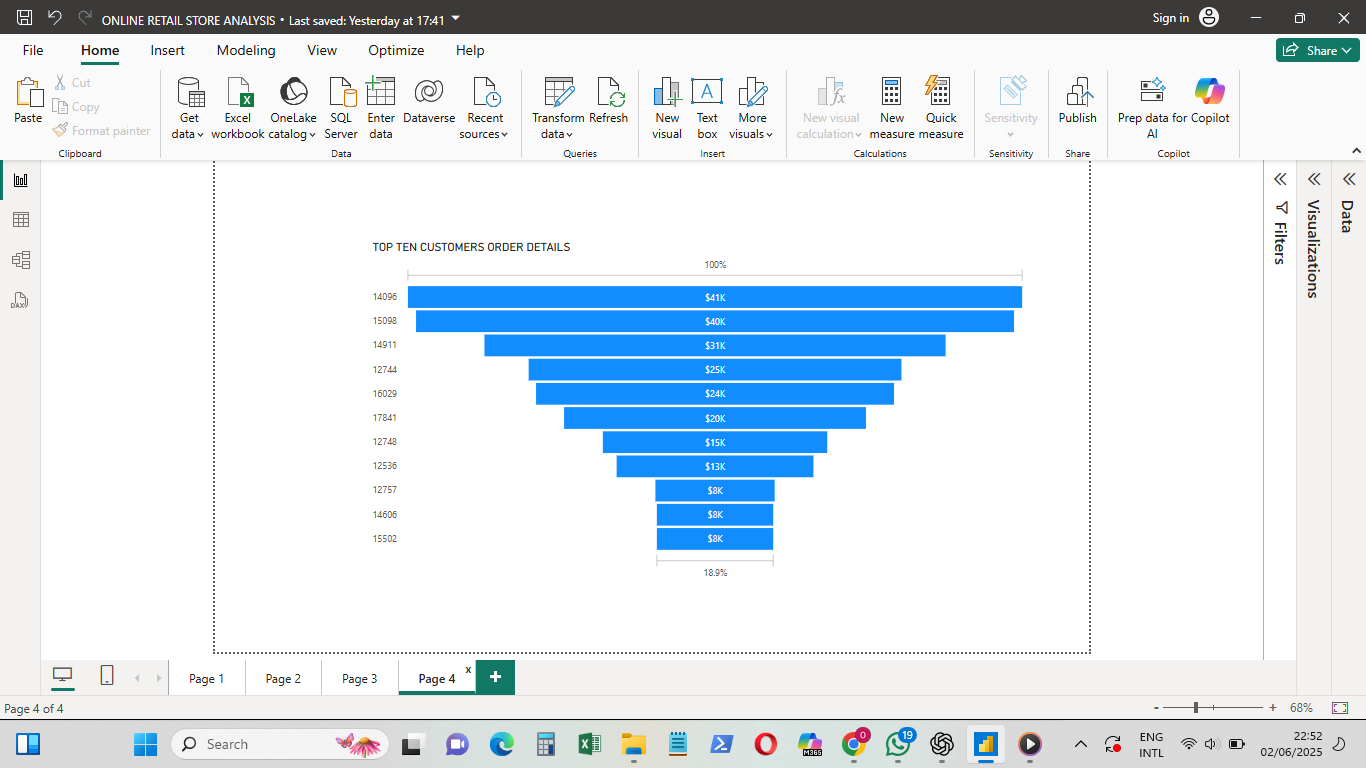 ONLINE RETAIL STORE ANALYSIS • Last saved: Yesterday at 17:41
Sign in
File Home Insert Modeling View Optimize Help
Share
Paste
Cut
Copy
Format painter
Clipboard
Get data
Excel workbook
OneLake catalog
SQL Server
Enter data
Dataverse
Recent sources
Data
Transform data
Refresh
Queries
New visual
Text box
More visuals
Insert
New visual calculation
New measure
Quick measure
Calculations
Sensitivity
Sensitivity
Publish
Share
Prep data for AI
Copilot
Copilot
Filters
Visualizations
Data
TOP TEN CUSTOMERS ORDER DETAILS
100%
14096 $41K
15098 $40K
14911 $31K
12744 $25K
16029 $24K
17841 $20K
12748 $15K
12536 $13K
12757 $8K
14606 $8K
15502 $8K
18.9%
Page 1 Page 2 Page 3 Page 4 x +
Page 4 of 4
- + 68%
Search
M365
0
19
ENG
INTL
22:52
02/06/2025